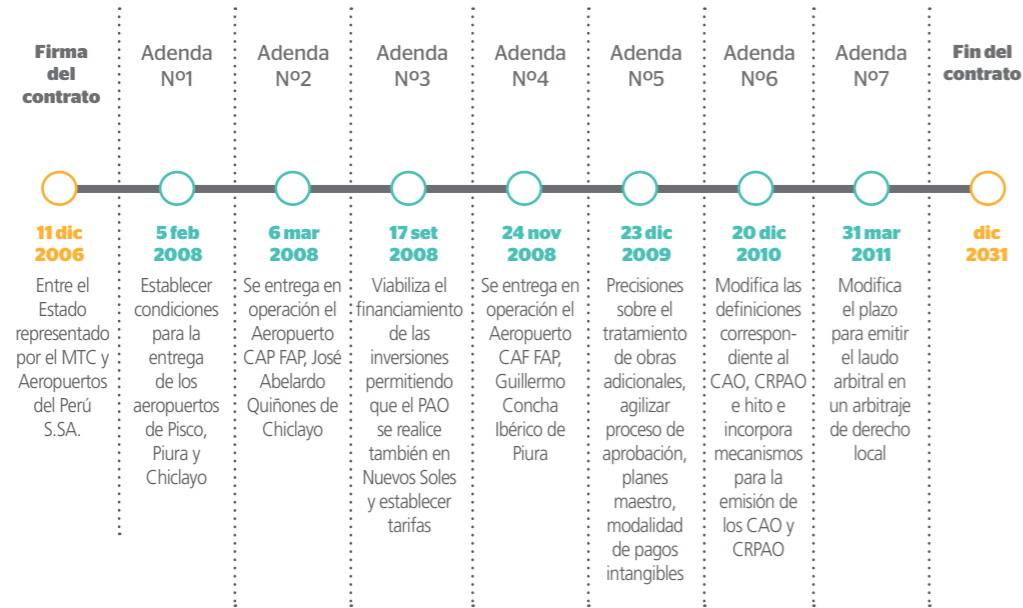 Firma
del
contrato
11 dic
2006
Entre el
Estado
representado
por el MTC y
Aeropuertos
del Perú
S.SA.
Adenda
Nº1
5 feb
2008
Establecer
condiciones
para la
entrega
de los
aeropuertos
de Pisco,
Piura y
Chiclayo
Adenda
Nº2
6 mar
2008
Se entrega en
operación el
Aeropuerto
CAP FAP, José
Abelardo
Quiñones de
Chiclayo
Adenda
Nº3
17 set
2008
Viabiliza el
financiamiento
de las
inversiones
permitiendo
que el PAO
se realice
también en
Nuevos Soles
y establecer
tarifas
Adenda
Nº4
24 nov
2008
Se entrega en
operación el
Aeropuerto
CAF FAP,
Guillermo
Concha
Ibérico de
Piura
Adenda
Nº5
23 dic
2009
Precisiones
sobre el
tratamiento
de obras
adicionales,
agilizar
proceso de
aprobación,
planes
maestro,
modalidad
de pagos
intangibles
Adenda
Nº6
20 dic
2010
Modifica las
definiciones
correspon-
diente al
CAO, CRPAO
e hito e
incorpora
mecanismos
para la
emisión de
los CAO y
CRPAO
Adenda
Nº7
31 mar
2011
Modifica
el plazo
para emitir
el laudo
arbitral en
un arbitraje
de derecho
local
Fin del
contrato
dic
2031